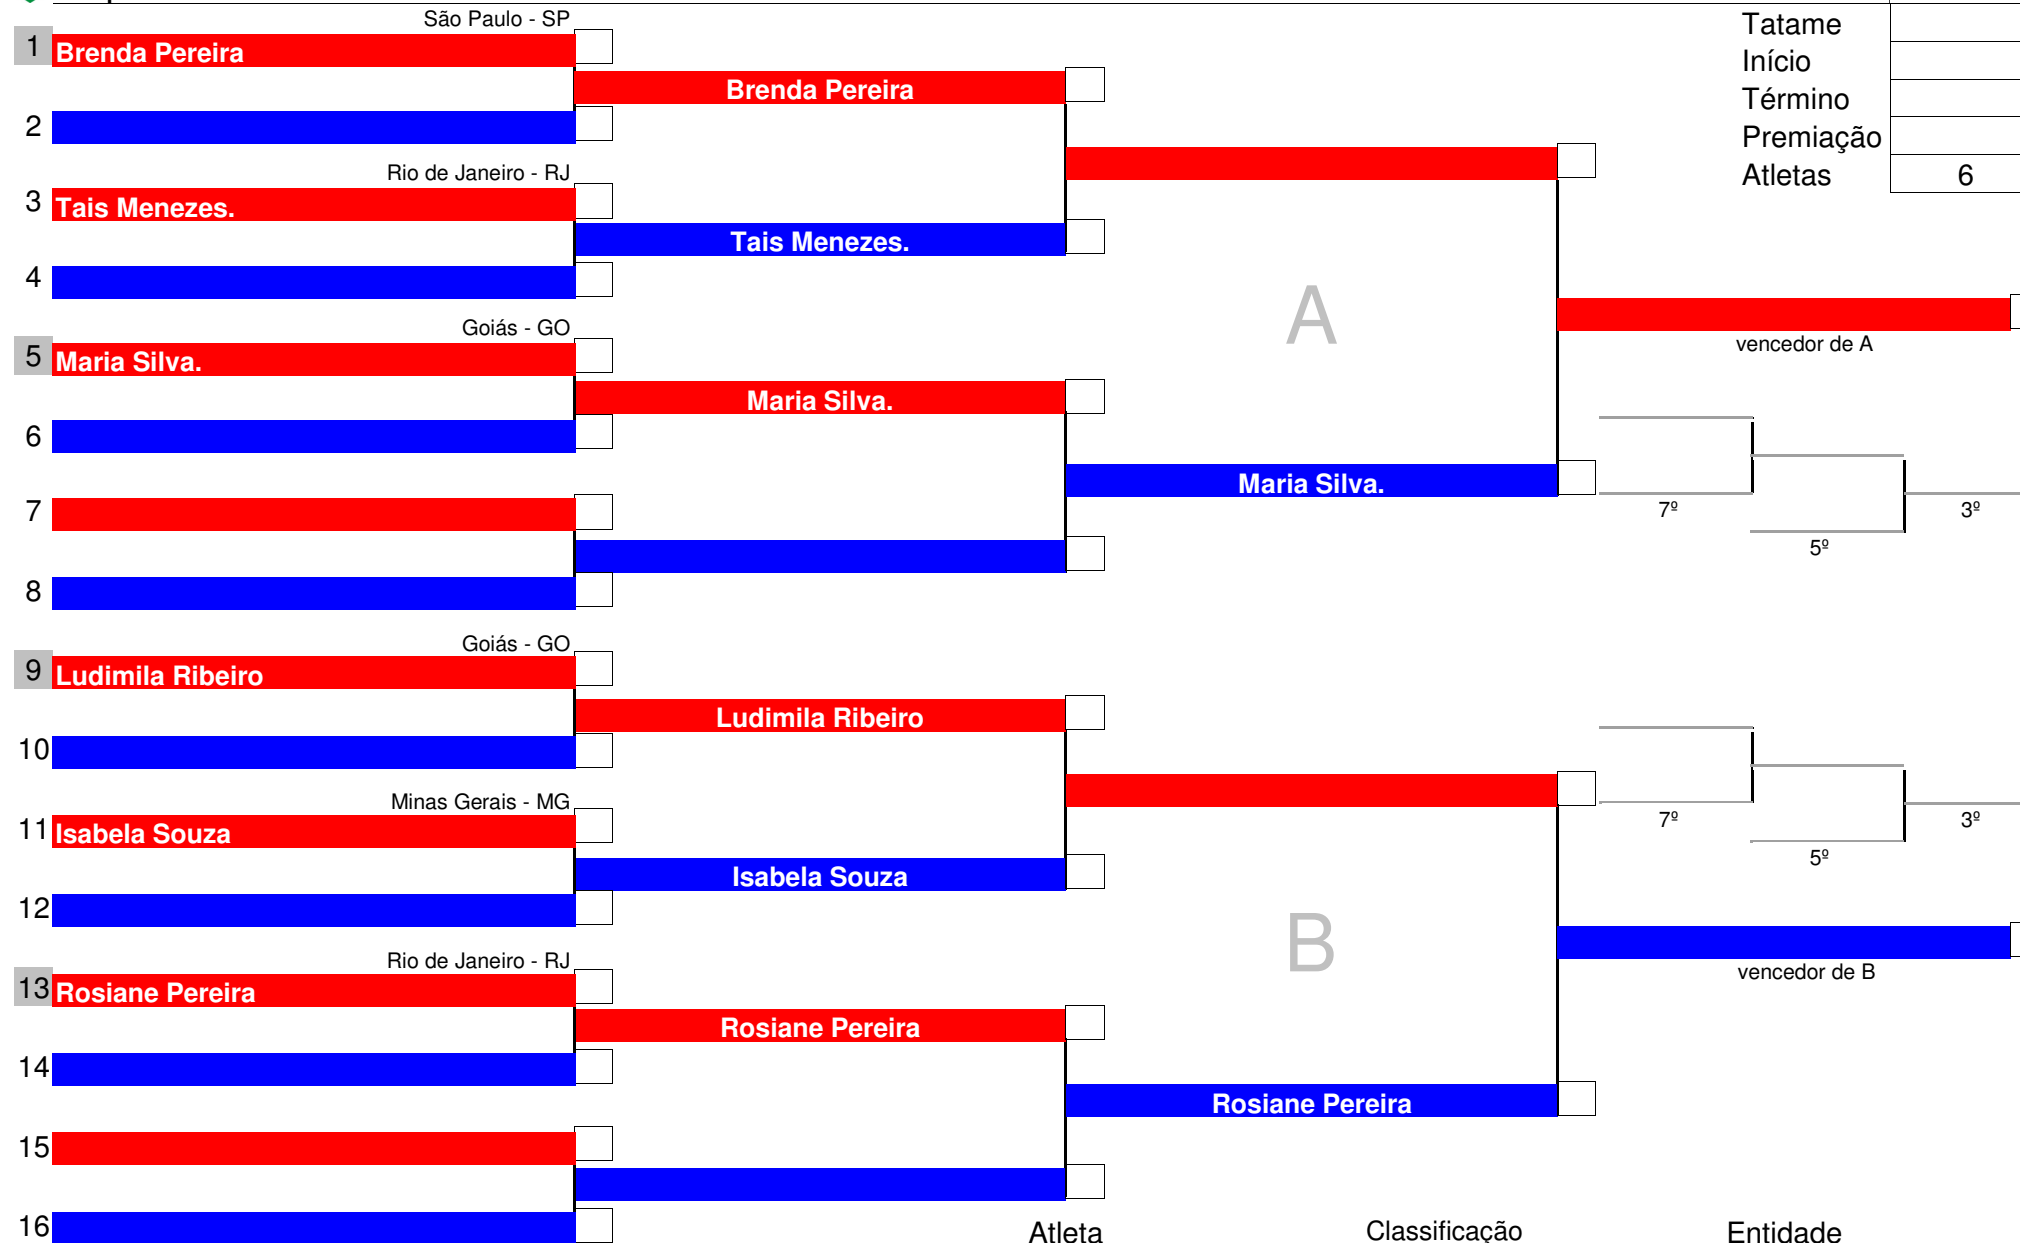 São Paulo - SP
Tatame
1 Brenda Pereira
Início
Brenda Pereira
Término
2
Premiação
Rio de Janeiro - RJ
Atletas 6
3 Tais Menezes.
Tais Menezes.
4
A
Goiás - GO
vencedor de A
5 Maria Silva.
Maria Silva.
6
Maria Silva.
7
7º 3º
5º
8
Goiás - GO
9 Ludimila Ribeiro
Ludimila Ribeiro
10
Minas Gerais - MG
7º 3º
11 Isabela Souza
5º
Isabela Souza
12
B
Rio de Janeiro - RJ
vencedor de B
13 Rosiane Pereira
Rosiane Pereira
14
Rosiane Pereira
15
16
Atleta Classificação Entidade